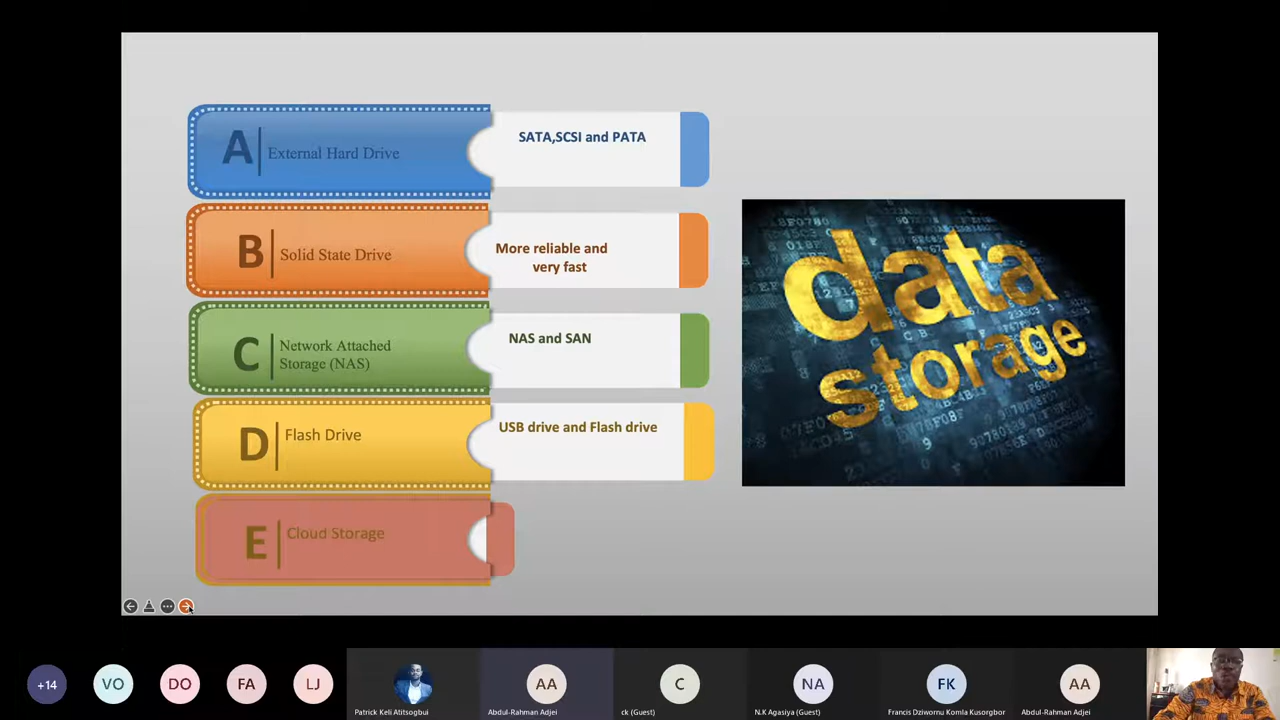 A
External Hard Drive
SATA,SCSI and PATA
B
Solid State Drive
More reliable and
very fast
C
Network Attached
Storage (NAS)
NAS and SAN
D
Flash Drive
USB drive and Flash drive
E
Cloud Storage
data
storage
+14
VO
DO
FA
LJ
Patrick Keli Atitsogbui
AA
Abdul-Rahman Adjei
C
ck (Guest)
NA
N.K Agasiya (Guest)
FK
Francis Dziwornu Komla Kusorgbor
AA
Abdul-Rahman Adjei